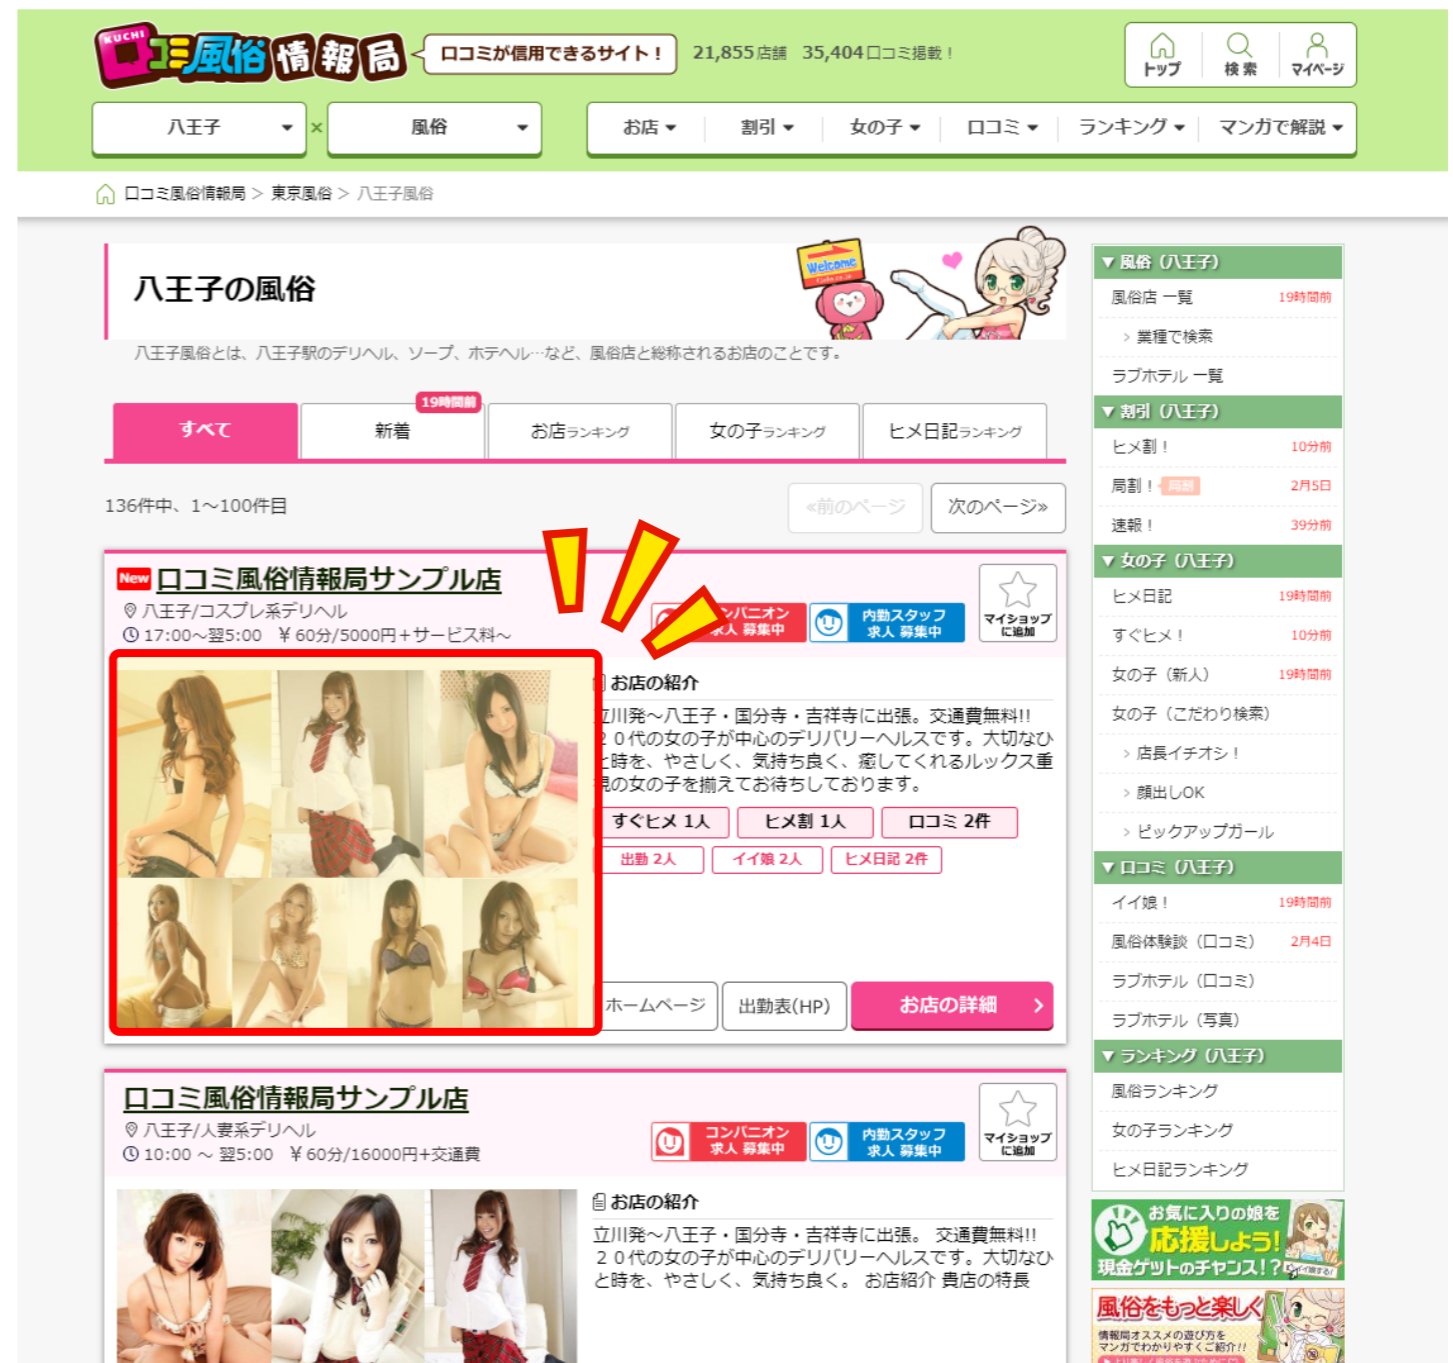 KUCHI
口コミ風俗情報局
口コミが信用できるサイト！
21,855店舗 35,404口コミ掲載！
トップ
検索
マイページ
八王子
×
風俗
お店
割引
女の子
口コミ
ランキング
マンガで解説
口コミ風俗情報局 > 東京風俗 > 八王子風俗
八王子の風俗
Welcome
八王子風俗とは、八王子駅のデリヘル、ソープ、ホテヘル…など、風俗店と総称されるお店のことです。
すべて
19時間前
新着
お店ランキング
女の子ランキング
ヒメ日記ランキング
136件中、1～100件目
«前のページ
次のページ»
New 口コミ風俗情報局サンプル店
八王子/コスプレ系デリヘル
17:00～翌5:00 ￥60分/5000円+サービス料～
ンパニオン
求人 募集中
内勤スタッフ
求人 募集中
マイショップ
に追加
お店の紹介
立川発～八王子・国分寺・吉祥寺に出張。交通費無料!!
２０代の女の子が中心のデリバリーヘルスです。大切なひ
と時を、やさしく、気持ち良く、癒してくれるルックス重
視の女の子を揃えてお待ちしております。
すぐヒメ 1人
ヒメ割 1人
口コミ 2件
出勤 2人
イイ娘 2人
ヒメ日記 2件
ホームページ
出勤表(HP)
お店の詳細
口コミ風俗情報局サンプル店
八王子/人妻系デリヘル
10:00 ～ 翌5:00 ￥60分/16000円+交通費
コンパニオン
求人 募集中
内勤スタッフ
求人 募集中
マイショップ
に追加
お店の紹介
立川発～八王子・国分寺・吉祥寺に出張。 交通費無料!!
２０代の女の子が中心のデリバリーヘルスです。大切なひ
と時を、やさしく、気持ち良く。 お店紹介 貴店の特長
▼ 風俗（八王子）
風俗店 一覧 19時間前
> 業種で検索
ラブホテル 一覧
▼ 割引（八王子）
ヒメ割！ 10分前
局割！ 局割 2月5日
速報！ 39分前
▼ 女の子（八王子）
ヒメ日記 19時間前
すぐヒメ！ 10分前
女の子（新人） 19時間前
女の子（こだわり検索）
> 店長イチオシ！
> 顔出しOK
> ピックアップガール
▼ 口コミ（八王子）
イイ娘！ 19時間前
風俗体験談（口コミ） 2月4日
ラブホテル（口コミ）
ラブホテル（写真）
▼ ランキング（八王子）
風俗ランキング
女の子ランキング
ヒメ日記ランキング
お気に入りの娘を
応援しよう!
現金ゲットのチャンス!?
風俗をもっと楽しく
情報局オススメの遊び方を
マンガでわかりやすくご紹介!!